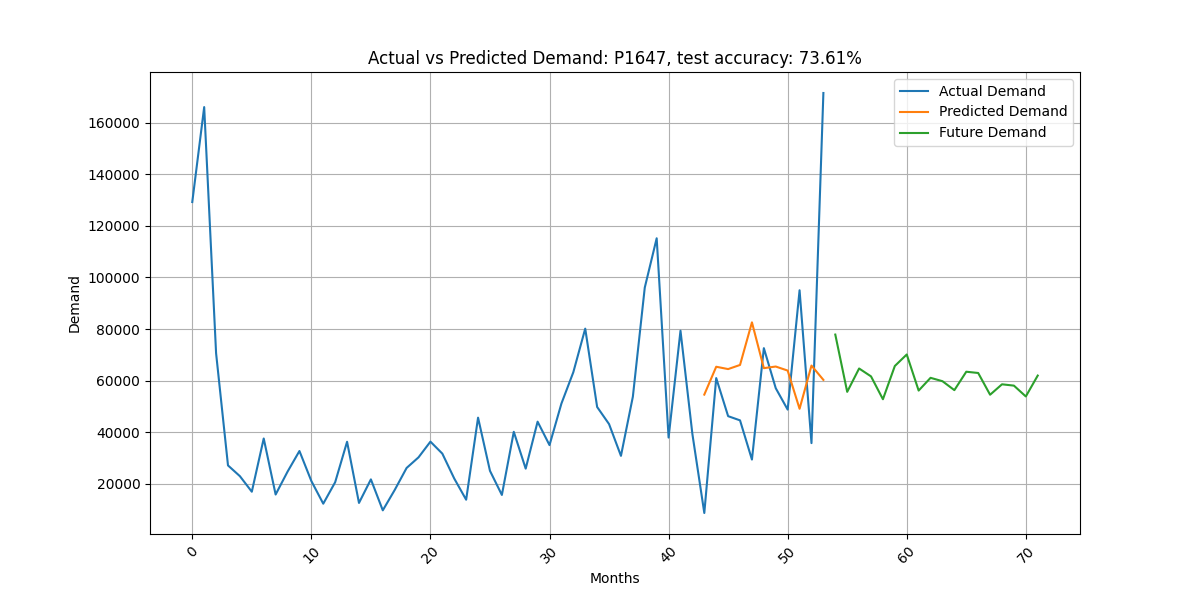 Actual vs Predicted Demand: P1647, test accuracy: 73.61%
Actual Demand
Predicted Demand
Future Demand
160000
140000
120000
100000
80000
60000
40000
20000
Demand
0
10
20
30
40
50
60
70
Months